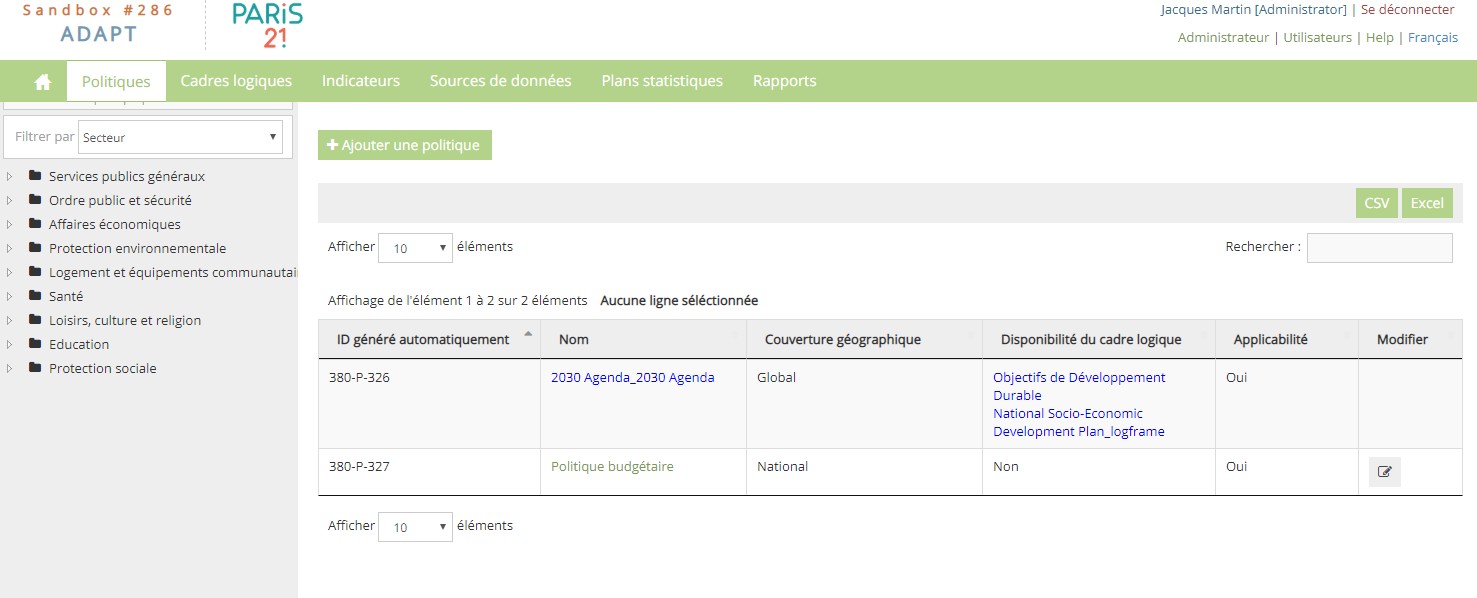 Sandbox #286
ADAPT
PARiS
21
Jacques Martin [Administrator] | Se déconnecter
Administrateur | Utilisateurs | Help | Français
Politiques
Cadres logiques
Indicateurs
Sources de données
Plans statistiques
Rapports
Filtrer par
Secteur
Services publics généraux
Ordre public et sécurité
Affaires économiques
Protection environnementale
Logement et équipements communautai
Santé
Loisirs, culture et religion
Education
Protection sociale
Ajouter une politique
CSV
Excel
Afficher 10 éléments
Rechercher :
Affichage de l'élément 1 à 2 sur 2 éléments Aucune ligne séléctionnée
ID généré automatiquement
Nom
Couverture géographique
Disponibilité du cadre logique
Applicabilité
Modifier
380-P-326
2030 Agenda_2030 Agenda
Global
Objectifs de Développement
Durable
National Socio-Economic
Development Plan_logframe
Oui
380-P-327
Politique budgétaire
National
Non
Oui
Afficher 10 éléments